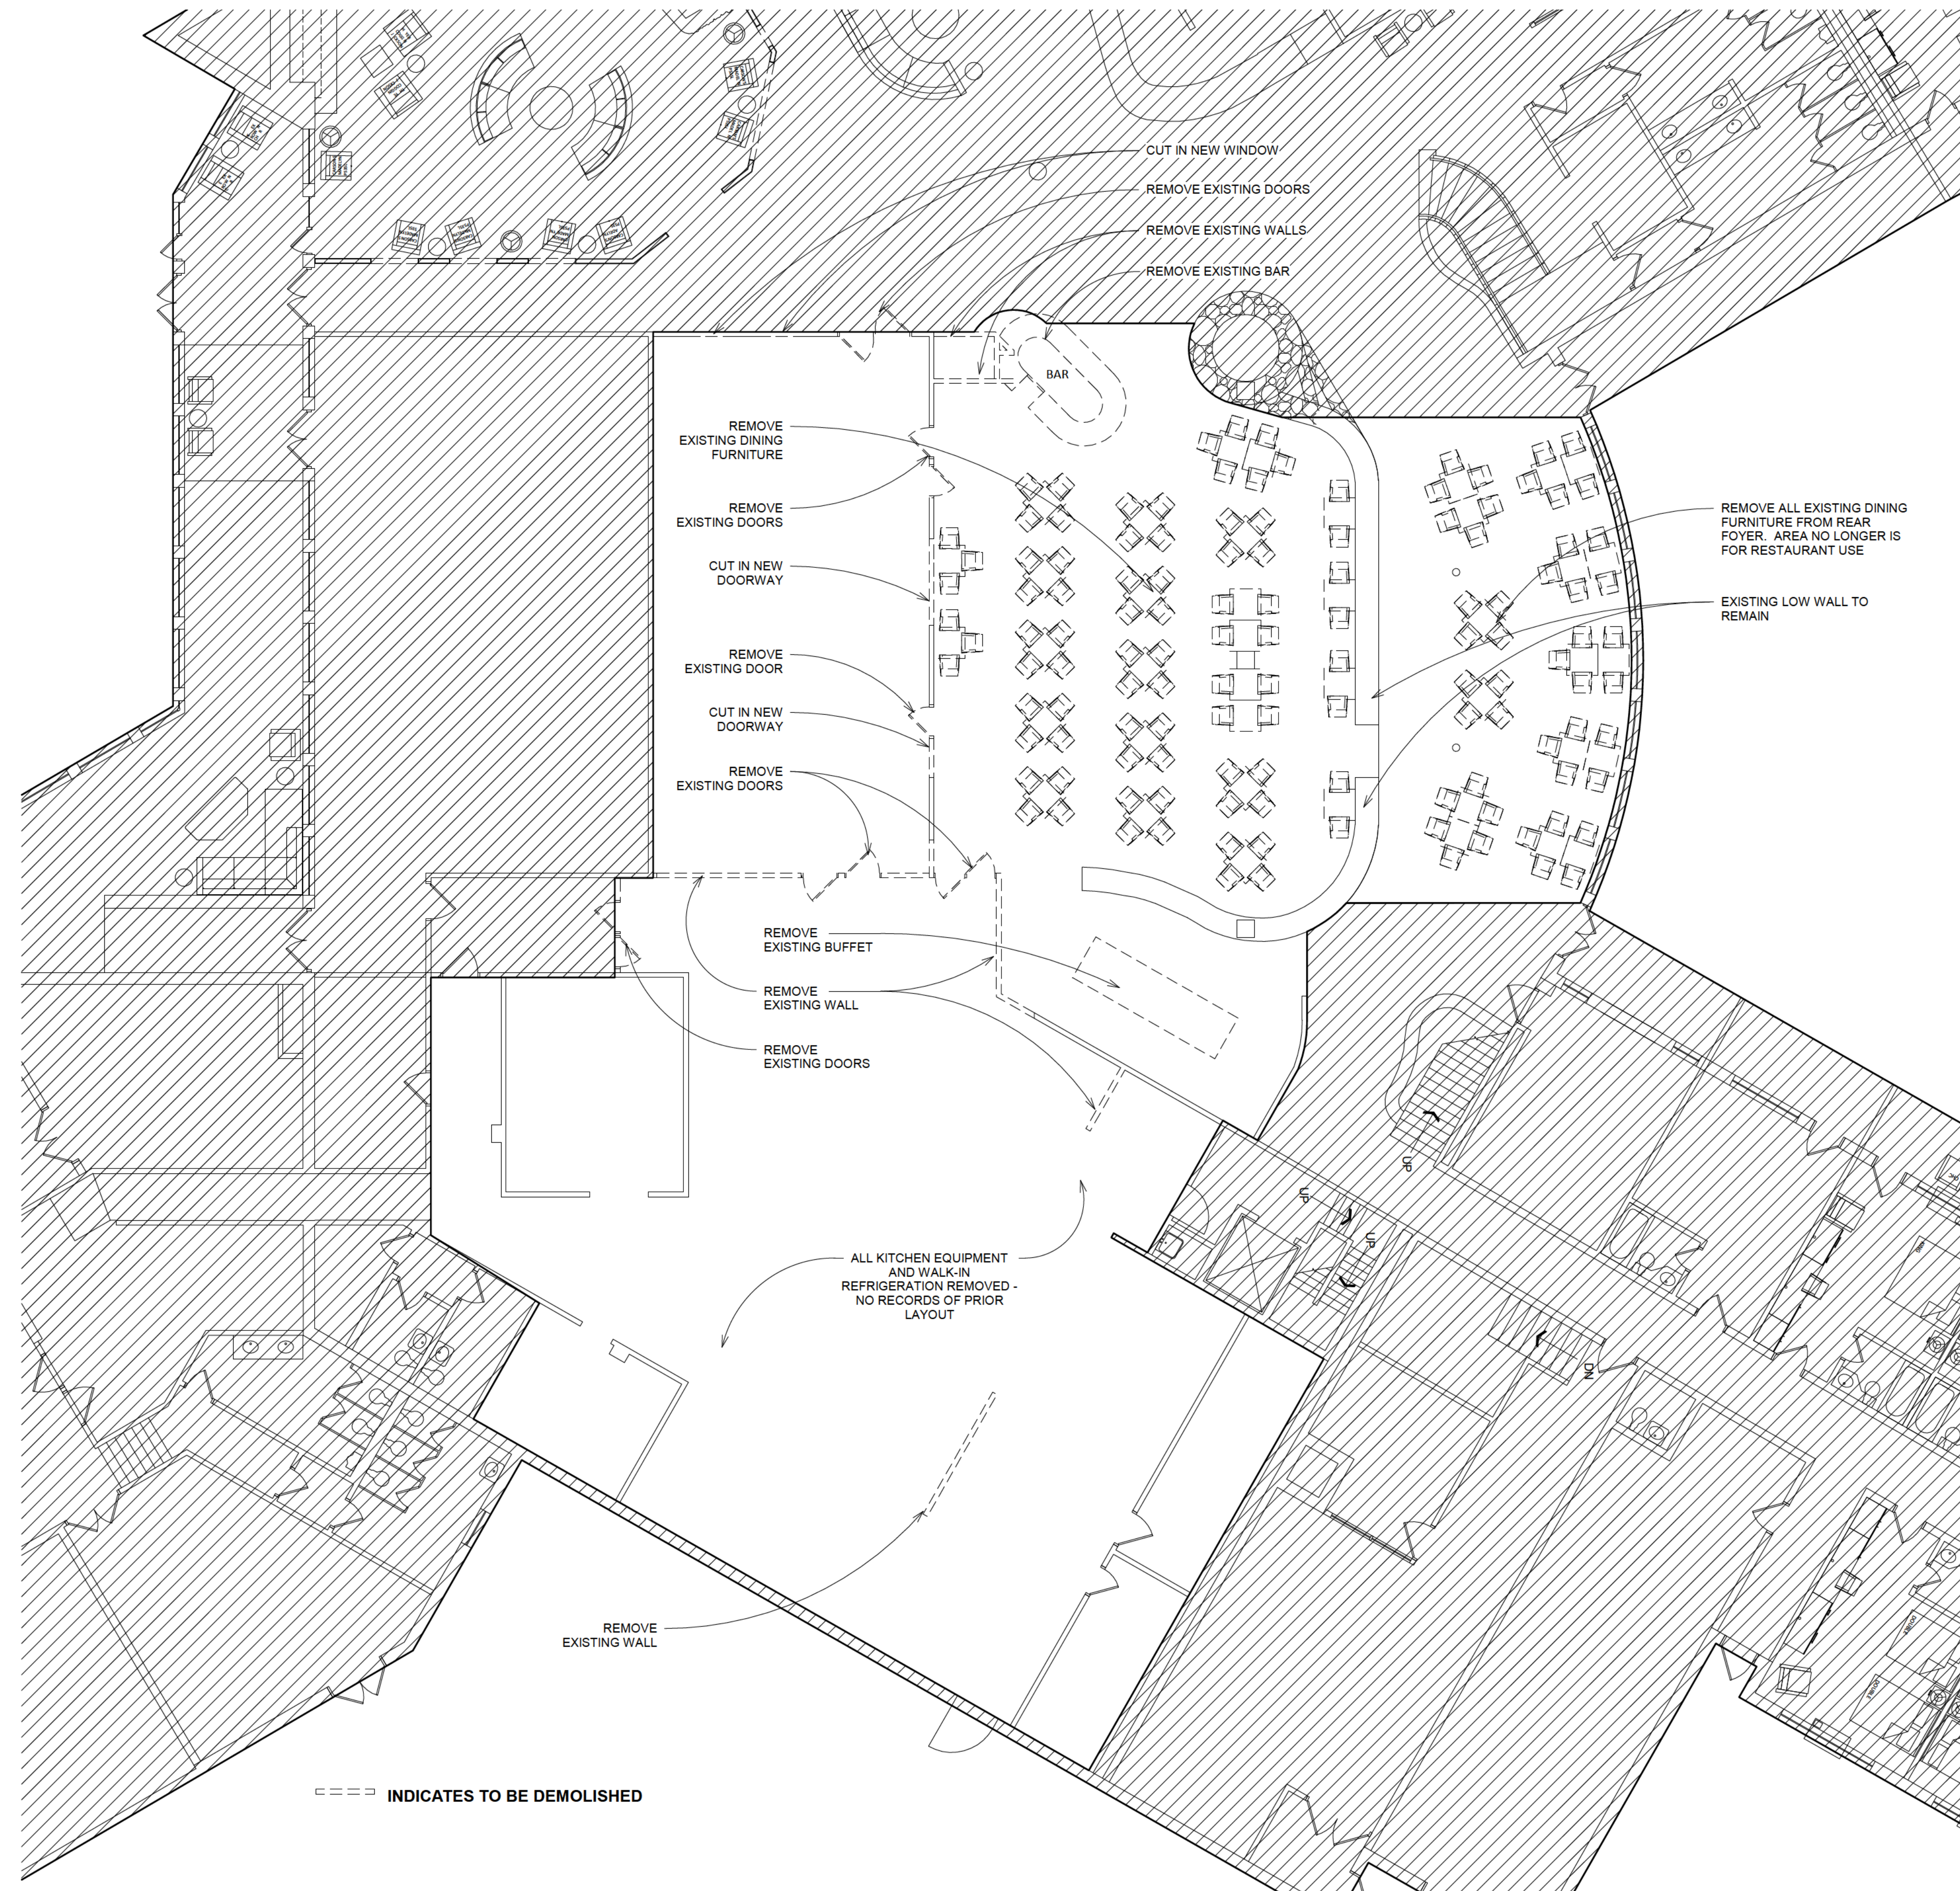 CUT IN NEW WINDOW
REMOVE EXISTING DOORS
REMOVE EXISTING WALLS
REMOVE EXISTING BAR
BAR
REMOVE
EXISTING DINING
FURNITURE
REMOVE
EXISTING DOORS
CUT IN NEW
DOORWAY
REMOVE
EXISTING DOOR
CUT IN NEW
DOORWAY
REMOVE
EXISTING DOORS
REMOVE ALL EXISTING DINING
FURNITURE FROM REAR
FOYER.  AREA NO LONGER IS
FOR RESTAURANT USE
EXISTING LOW WALL TO
REMAIN
REMOVE
EXISTING BUFFET
REMOVE
EXISTING WALL
REMOVE
EXISTING DOORS
UP
UP
UP
DN
ALL KITCHEN EQUIPMENT
AND WALK-IN
REFRIGERATION REMOVED -
NO RECORDS OF PRIOR
LAYOUT
REMOVE
EXISTING WALL
DOUBLE
DOUBLE
INDICATES TO BE DEMOLISHED